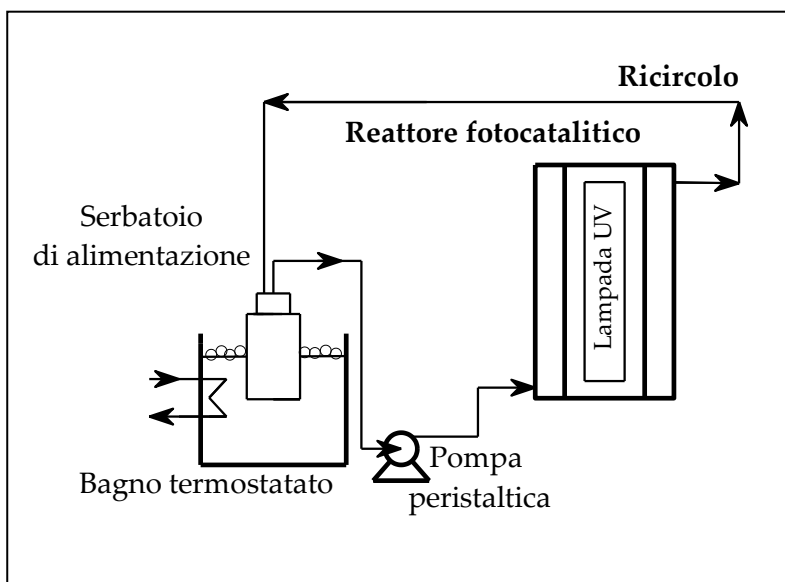 Ricircolo
Reattore fotocatalitico
Serbatoio
di alimentazione
Lampada UV
Bagno termostatato
Pompa
peristaltica